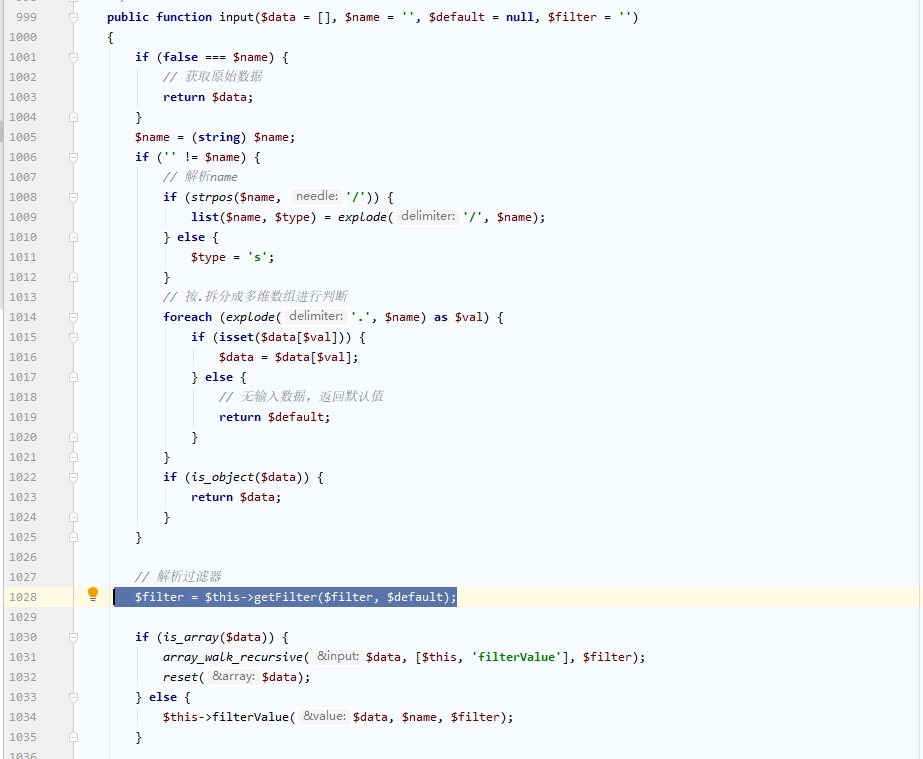 999 public function input($data = [], $name = '', $default = null, $filter = '')
1000 {
1001 if (false === $name) {
1002 // 获取原始数据
1003 return $data;
1004 }
1005 $name = (string) $name;
1006 if ('' != $name) {
1007 // 解析name
1008 if (strpos($name, needle: '/')) {
1009 list($name, $type) = explode( delimiter: '/', $name);
1010 } else {
1011 $type = 's';
1012 }
1013 // 按.拆分成多维数组进行判断
1014 foreach (explode( delimiter: '.', $name) as $val) {
1015 if (isset($data[$val])) {
1016 $data = $data[$val];
1017 } else {
1018 // 无输入数据，返回默认值
1019 return $default;
1020 }
1021 }
1022 if (is_object($data)) {
1023 return $data;
1024 }
1025 }
1026
1027 // 解析过滤器
1028 $filter = $this->getFilter($filter, $default);
1029
1030 if (is_array($data)) {
1031 array_walk_recursive( &input: $data, [$this, 'filterValue'], $filter);
1032 reset( &array: $data);
1033 } else {
1034 $this->filterValue( &value: $data, $name, $filter);
1035 }
1036